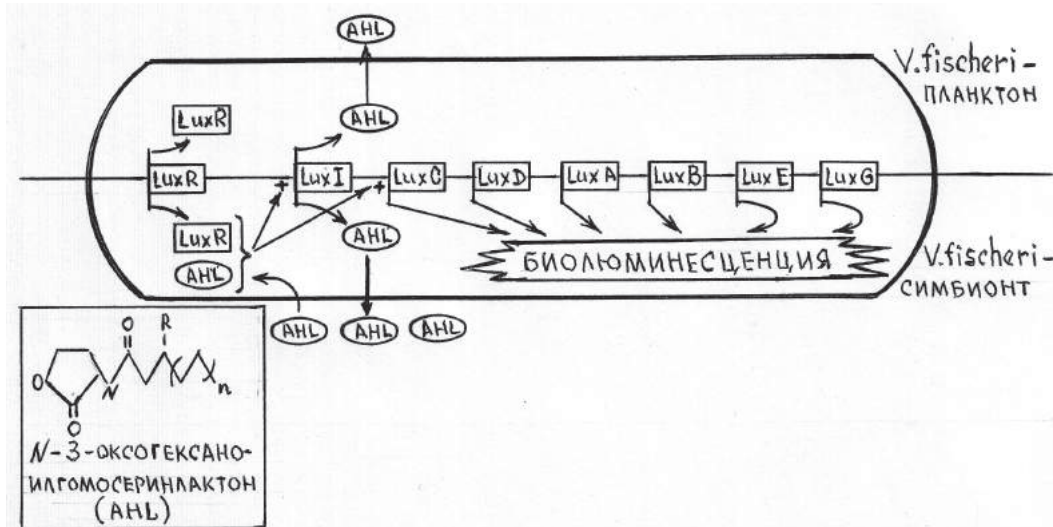 AHL
V.fischeri-
ПЛАНКТОН
LuxR
AHL
LuxR
+ LuxI
+ LuxC
LuxD
LuxA
LuxB
LuxE
LuxG
LuxR
AHL
AHL
БИОЛЮМИНЕСЦЕНЦИЯ
V.fischeri-
СИМБИОНТ
AHL
AHL
AHL
O
R
O
N
n
O
N-3-ОКСОГЕКСАНО-
ИЛГОМОСЕРИНЛАКТОН
(AHL)